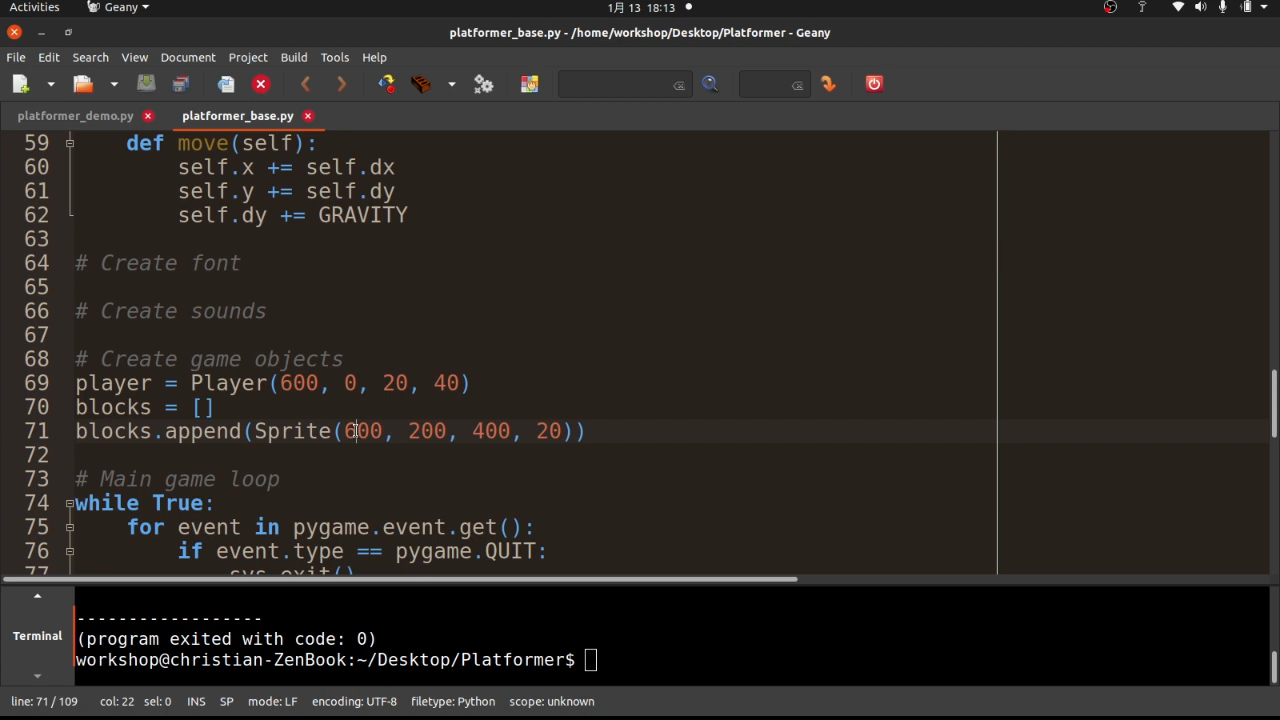 Activities Geany 1月 13 18:13
platformer_base.py - /home/workshop/Desktop/Platformer - Geany
File Edit Search View Document Project Build Tools Help
platformer_demo.py platformer_base.py
59 def move(self):
60 self.x += self.dx
61 self.y += self.dy
62 self.dy += GRAVITY
63
64 # Create font
65
66 # Create sounds
67
68 # Create game objects
69 player = Player(600, 0, 20, 40)
70 blocks = []
71 blocks.append(Sprite(600, 200, 400, 20))
72
73 # Main game loop
74 while True:
75 for event in pygame.event.get():
76 if event.type == pygame.QUIT:
77 sys.exit()
------------------
(program exited with code: 0)
Terminal
workshop@christian-ZenBook:~/Desktop/Platformer$
line: 71 / 109 col: 22 sel: 0 INS SP mode: LF encoding: UTF-8 filetype: Python scope: unknown